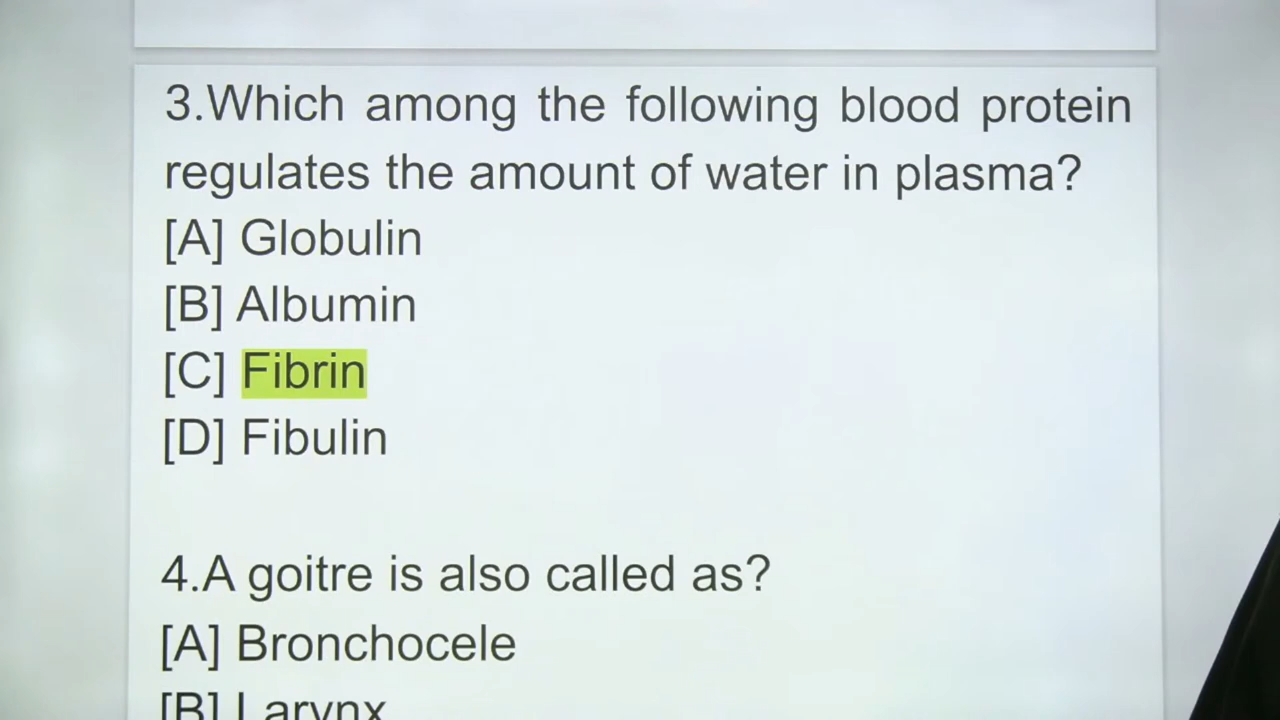 3.Which among the following blood protein
regulates the amount of water in plasma?
[A] Globulin
[B] Albumin
[C] Fibrin
[D] Fibulin
4.A goitre is also called as?
[A] Bronchocele
[B] Larynx